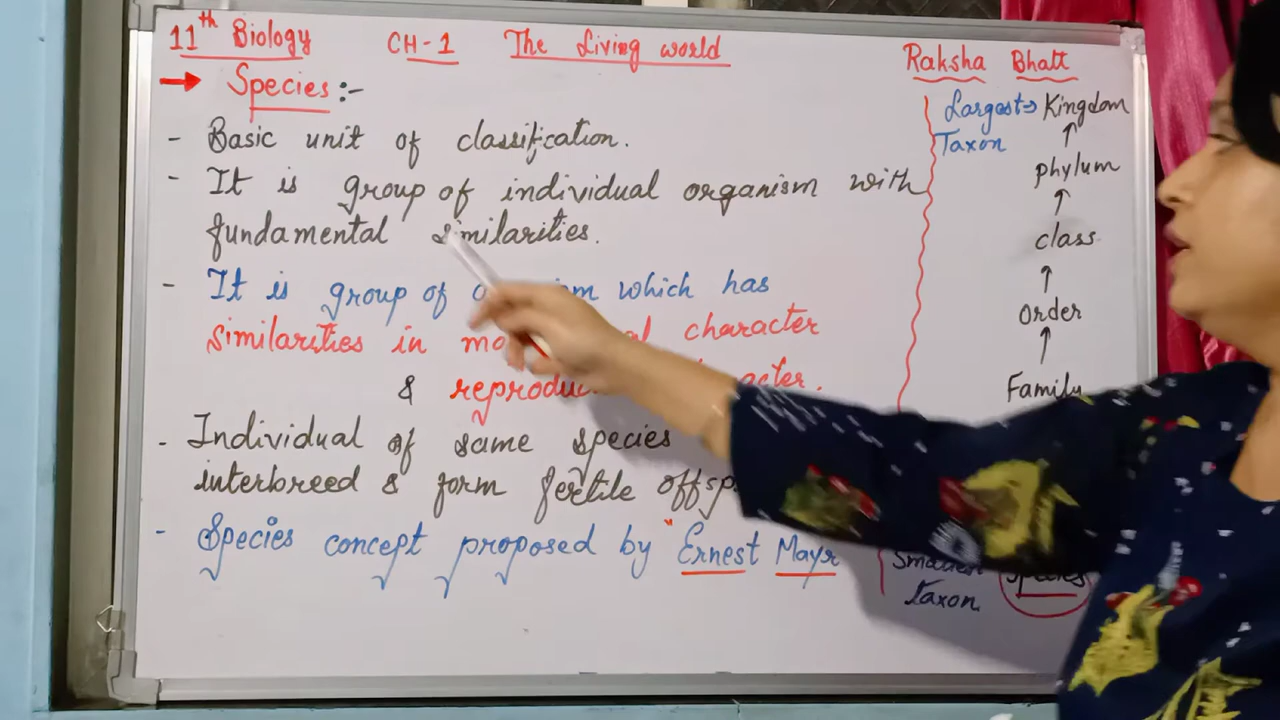 11th Biology CH-1 The Living world Raksha Bhatt
→ Species:-
- Basic unit of classification.
- It is group of individual organism with
fundamental similarities.
- It is group of which has
similarities in character
& 
- Individual of same species
interbreed & form fertile
- Species concept proposed by "Ernest Mayr
Largest → Kingdom
Taxon
↑
phylum
↑
class
↑
order
↑
Family
Smallest Species
taxon